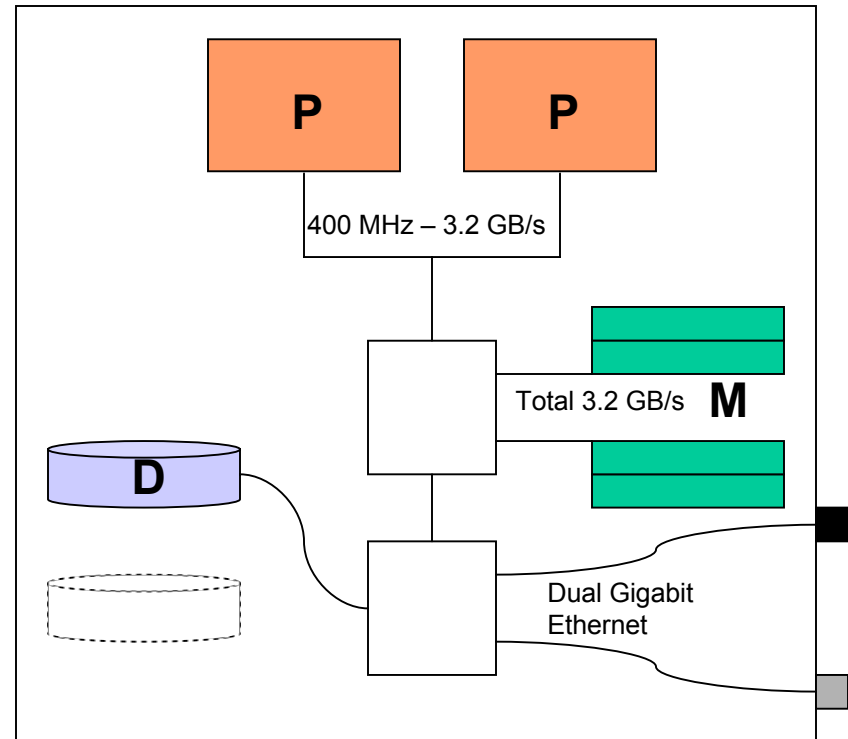 P
P
400 MHz – 3.2 GB/s
Total 3.2 GB/s
M
D
Dual Gigabit
Ethernet